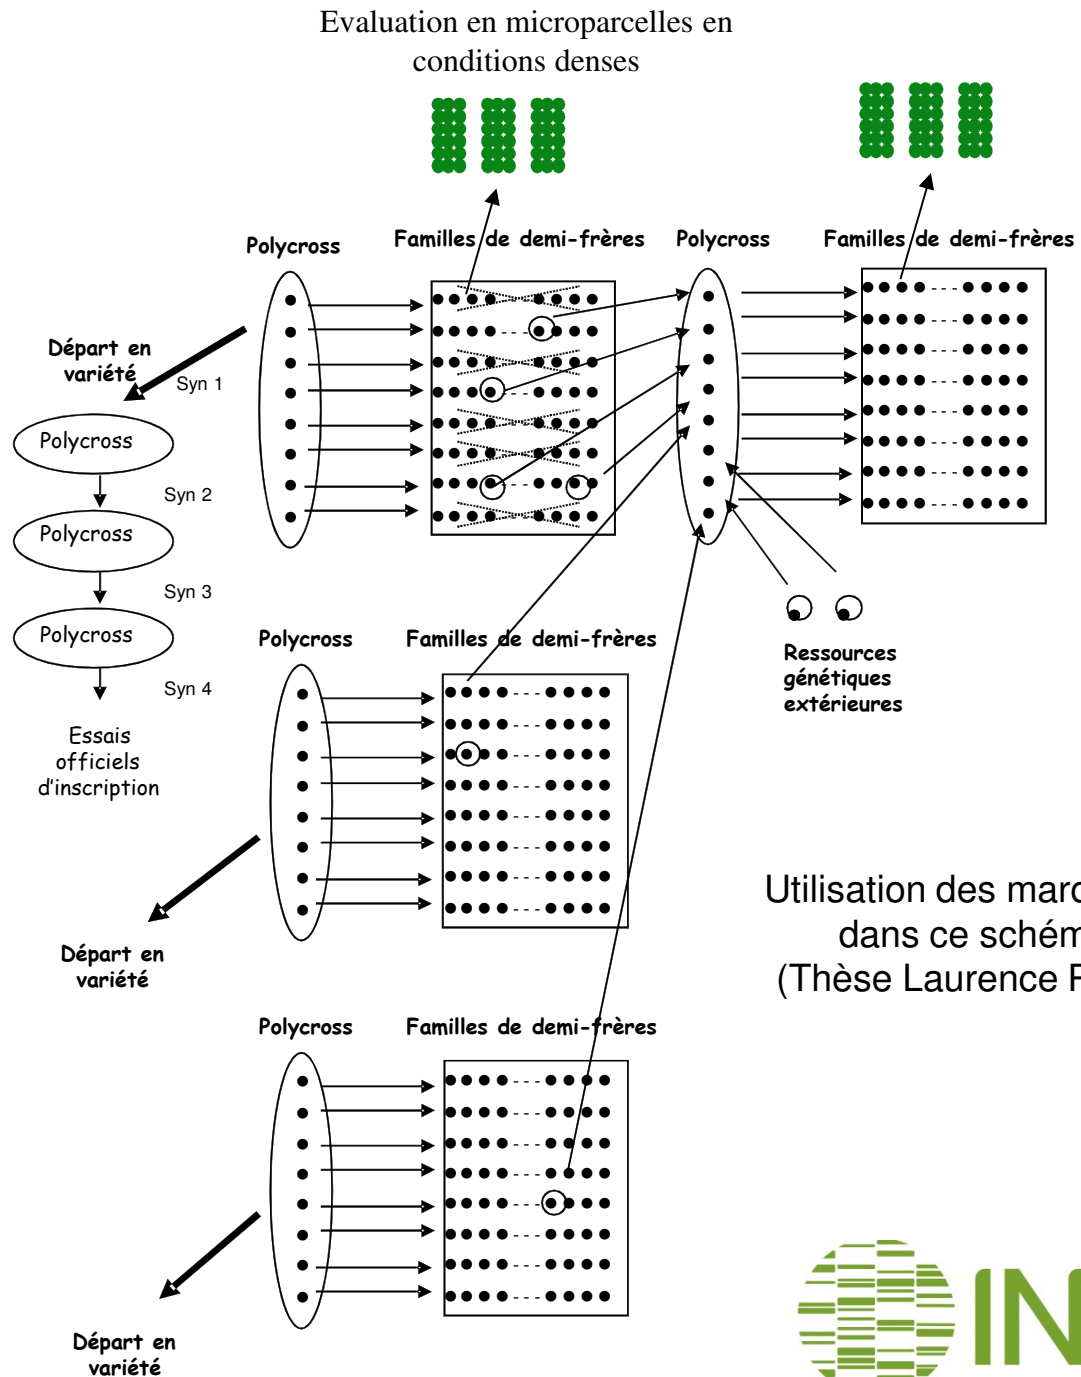 Evaluation en microparcelles en
conditions denses
Polycross
Familles de demi-frères
Polycross
Familles de demi-frères
Départ en
variété
Syn 1
Polycross
Syn 2
Polycross
Syn 3
Polycross
Syn 4
Essais
officiels
d'inscription
Polycross
Familles de demi-frères
Ressources
génétiques
extérieures
Départ en
variété
Utilisation des
dans ce
(Thèse Laurence
Polycross
Familles de demi-frères
Départ en
variété